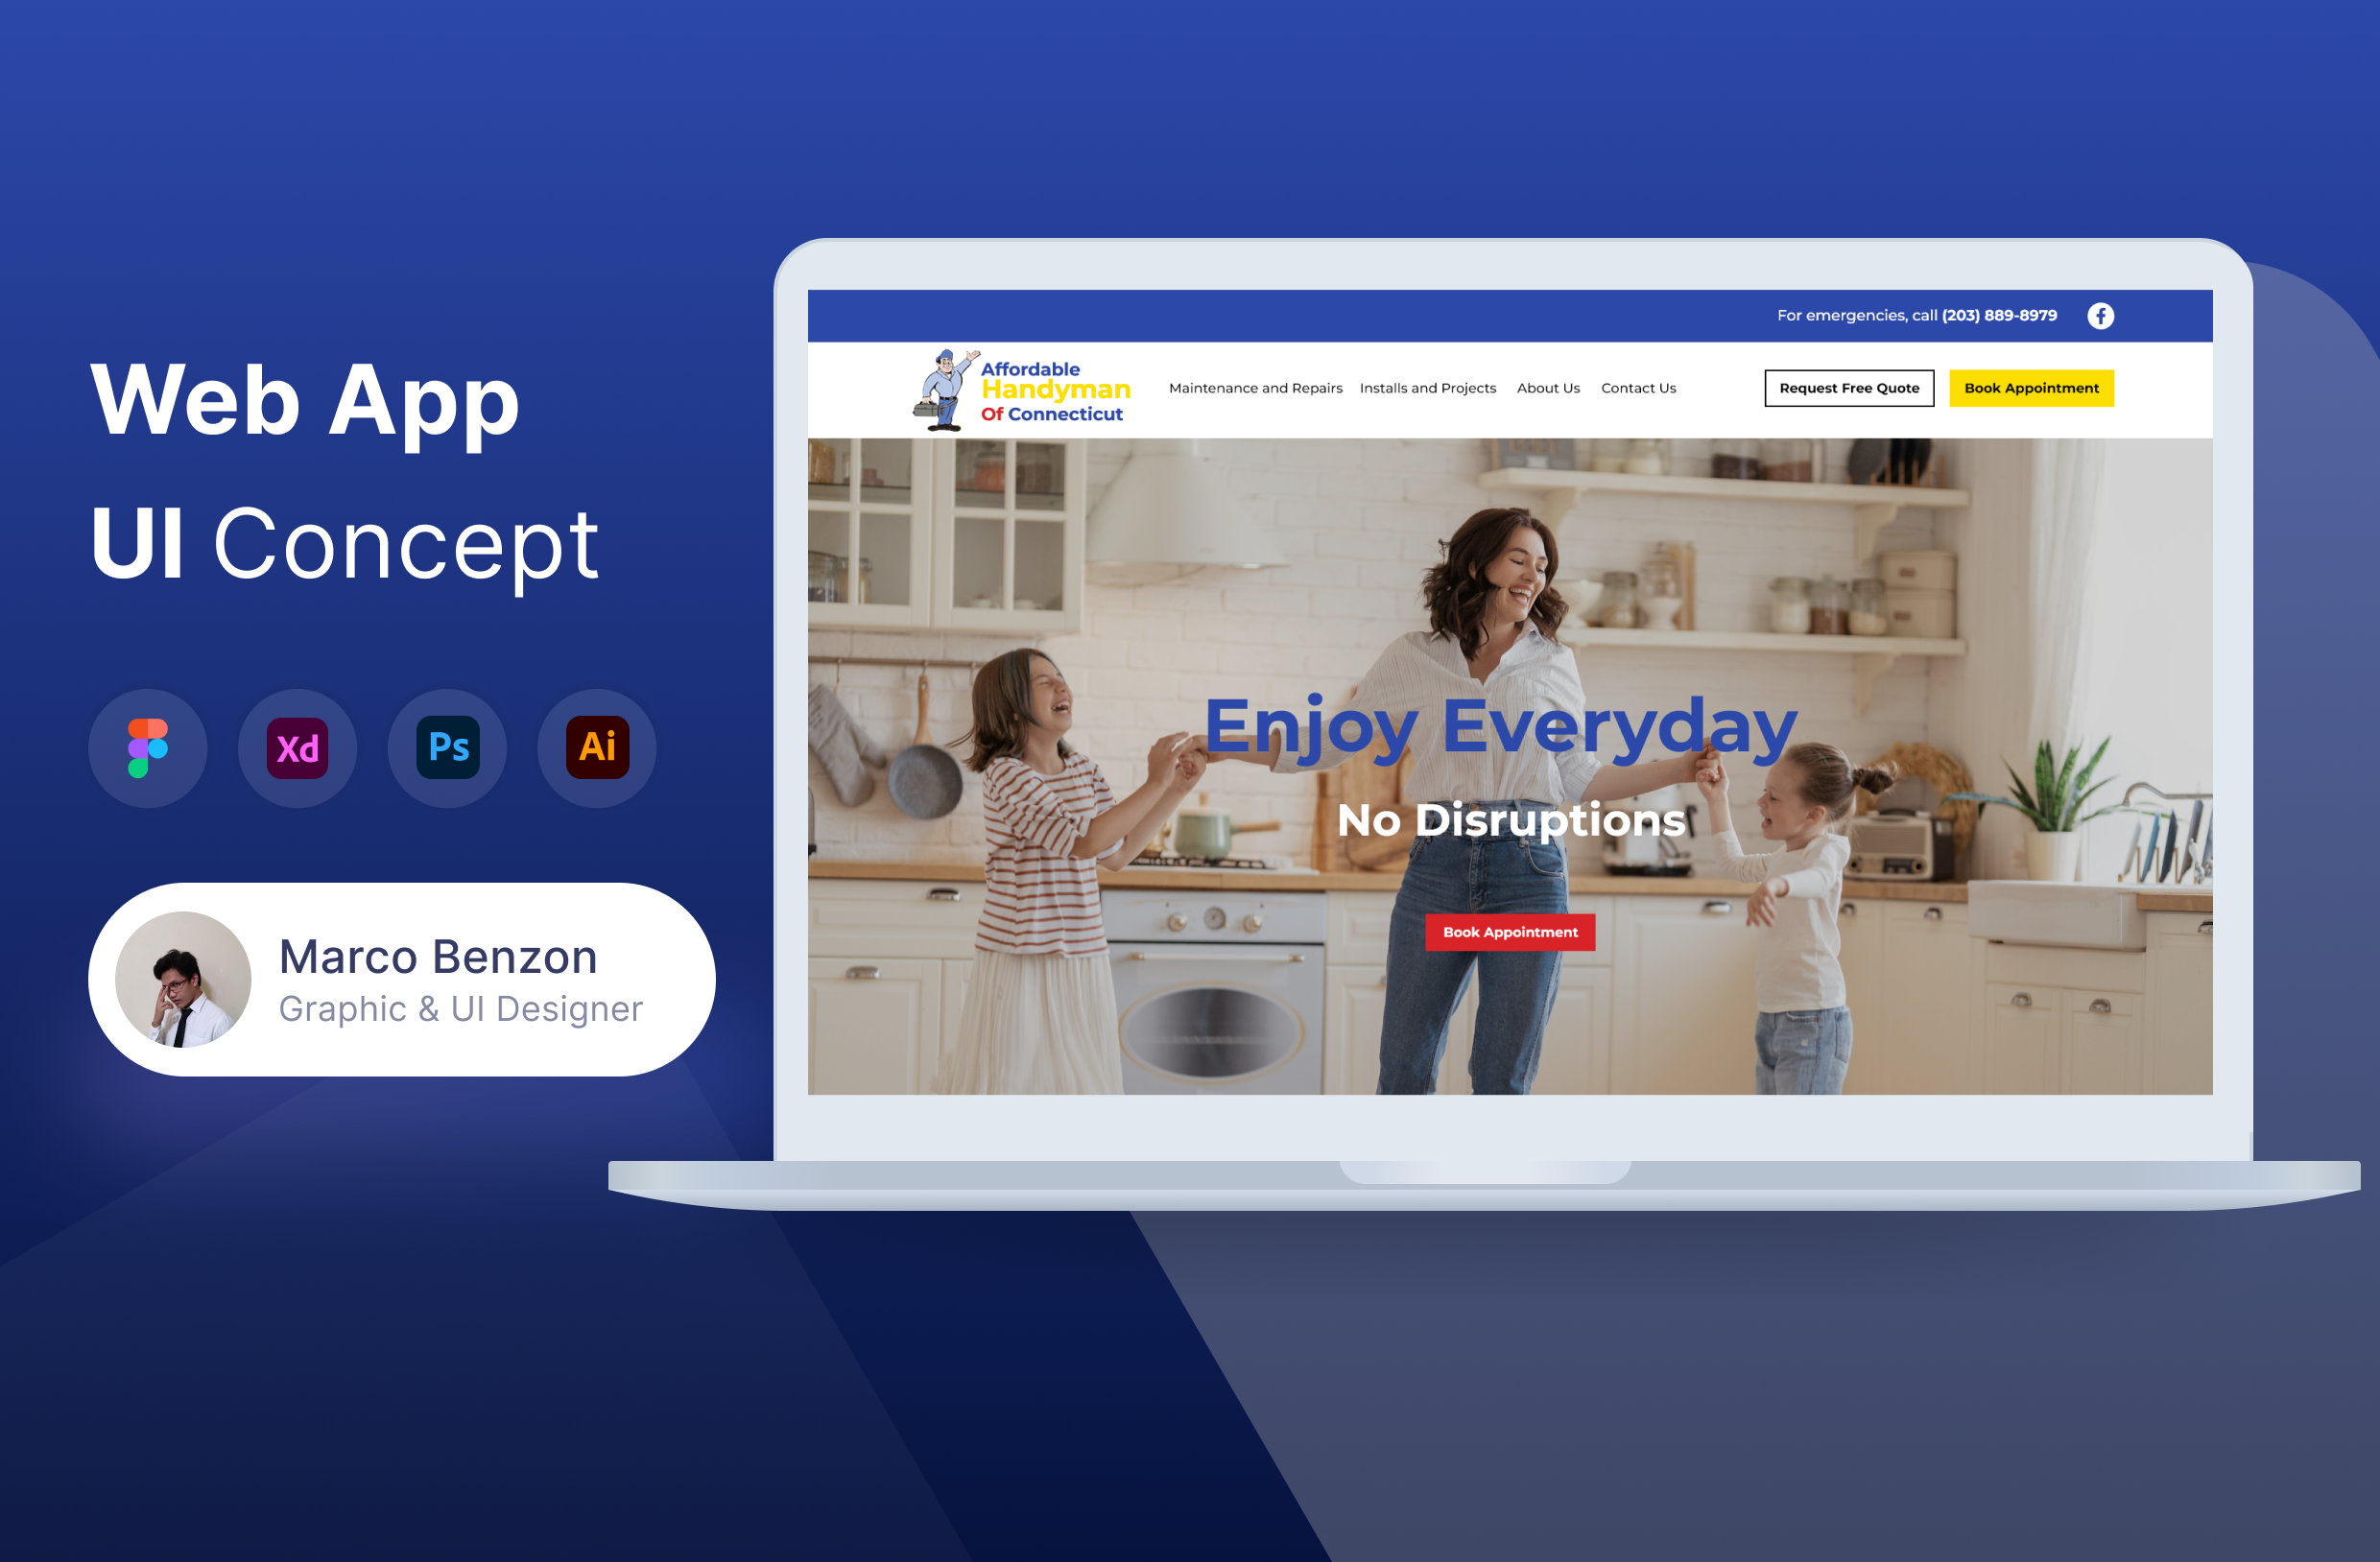 Web App
UI Concept
Xd
Ps
Ai
Marco Benzon
Graphic & UI Designer
For emergencies, call (203) 889-8979
Affordable
Handyman
Of Connecticut
Maintenance and Repairs
Installs and Projects
About Us
Contact Us
Request Free Quote
Book Appointment
Enjoy Everyday
No Disruptions
Book Appointment